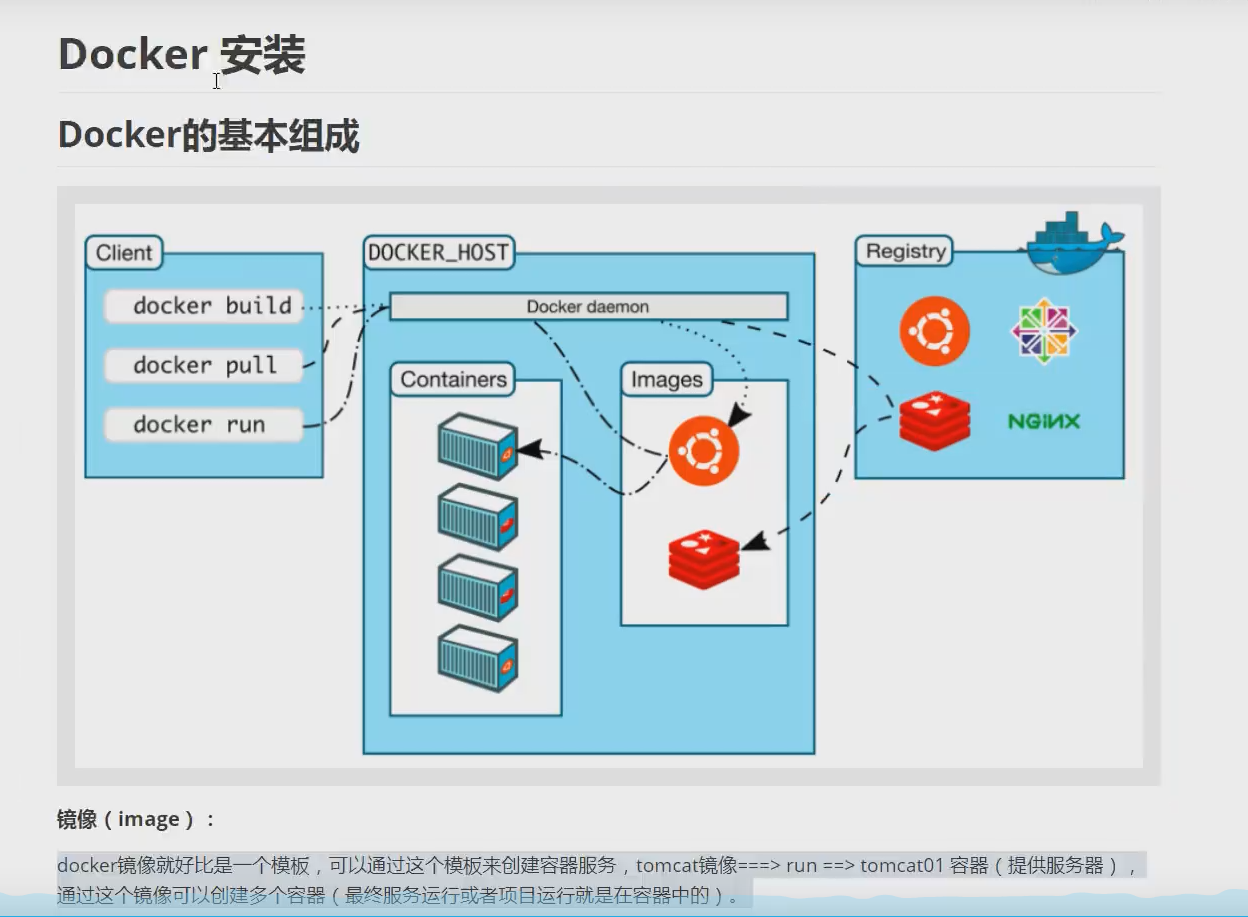 Docker 安装
Docker的基本组成
Client
docker build
docker pull
docker run
DOCKER_HOST
Docker daemon
Containers
Images
Registry
NGINX
镜像（image）：
docker镜像就好比是一个模板，可以通过这个模板来创建容器服务，tomcat镜像===> run ==> tomcat01 容器（提供服务器），
通过这个镜像可以创建多个容器（最终服务运行或者项目运行就是在容器中的）。